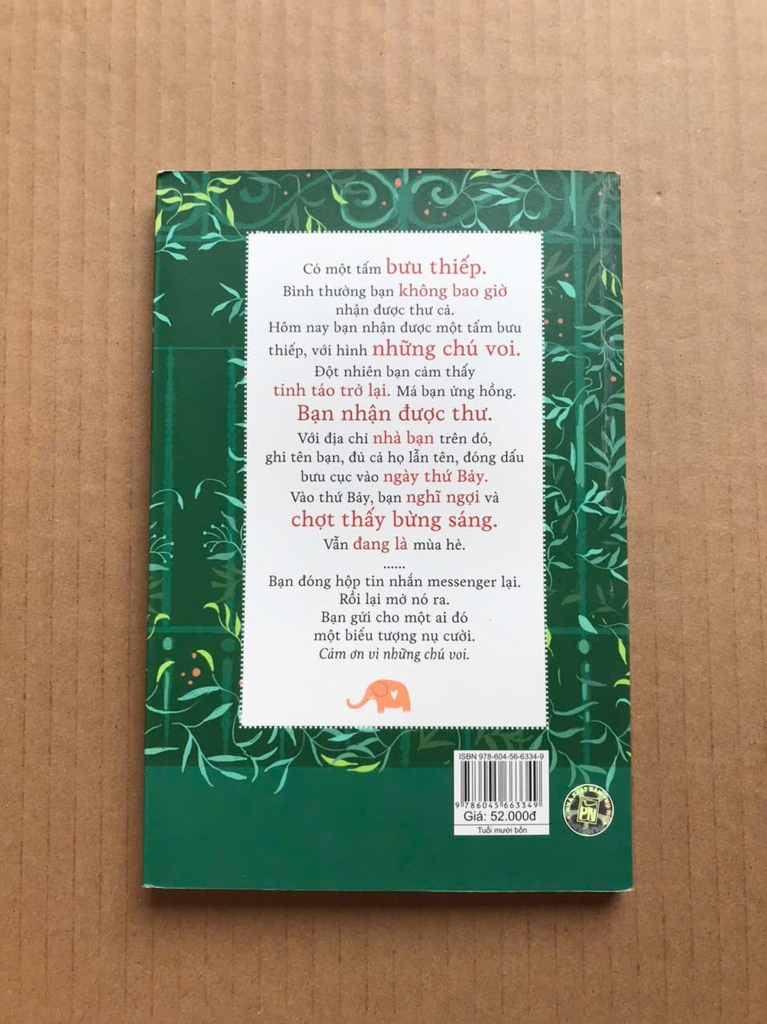 Có một tấm bưu thiếp.
Bình thường bạn không bao giờ
nhận được thư cả.
Hôm nay bạn nhận được một tấm bưu
thiếp, với hình những chú voi.
Đột nhiên bạn cảm thấy
tỉnh táo trở lại. Má bạn ửng hồng.
Bạn nhận được thư.
Với địa chỉ nhà bạn trên đó,
ghi tên bạn, đủ cả họ lẫn tên, đóng dấu
bưu cục vào ngày thứ Bảy.
Vào thứ Bảy, bạn nghĩ ngợi và
chợt thấy bừng sáng.
Vẫn đang là mùa hè.
......
Bạn đóng hộp tin nhắn messenger lại.
Rồi lại mở nó ra.
Bạn gửi cho một ai đó
một biểu tượng nụ cười.
Cảm ơn vì những chú voi.
ISBN 978-604-56-6334-9
9 786045 663349
Giá: 52.000đ
Tuổi mười bốn
PN